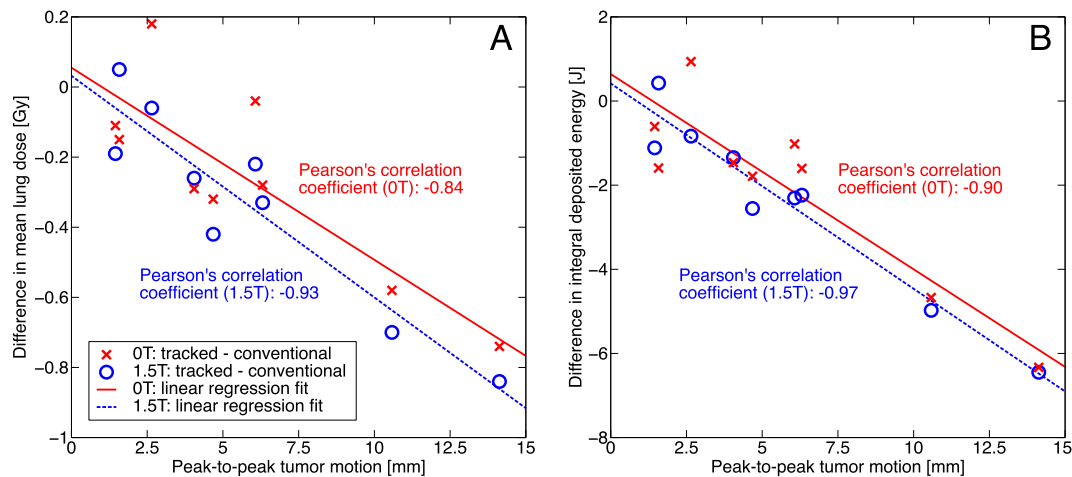 A
0.2
0
−0.2
−0.4
−0.6
−0.8
−1
Difference in mean lung dose [Gy]
Pearson's correlation
coefficient (0T): -0.84
Pearson's correlation
coefficient (1.5T): -0.93
0T: tracked - conventional
1.5T: tracked - conventional
0T: linear regression fit
1.5T: linear regression fit
0 2.5 5 7.5 10 12.5 15
Peak-to-peak tumor motion [mm]
B
2
0
−2
−4
−6
−8
Difference in integral deposited energy [J]
Pearson's correlation
coefficient (0T): -0.90
Pearson's correlation
coefficient (1.5T): -0.97
0 2.5 5 7.5 10 12.5 15
Peak-to-peak tumor motion [mm]